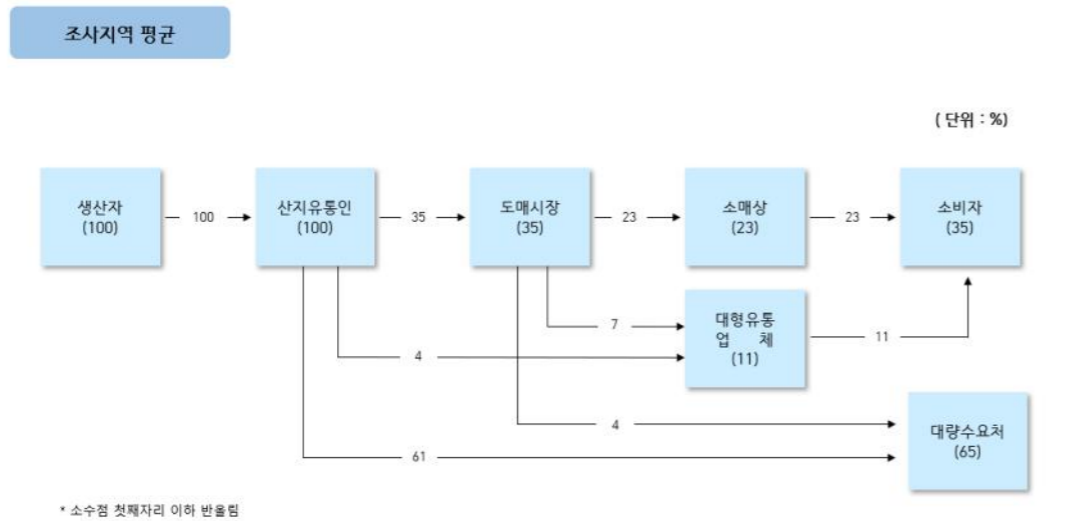 조사지역 평균
( 단위 : %)
생산자
(100)
100
산지유통인
(100)
35
도매시장
(35)
23
소매상
(23)
23
소비자
(35)
7
대형유통
업 체
(11)
11
4
4
대량수요처
(65)
61
* 소수점 첫째자리 이하 반올림